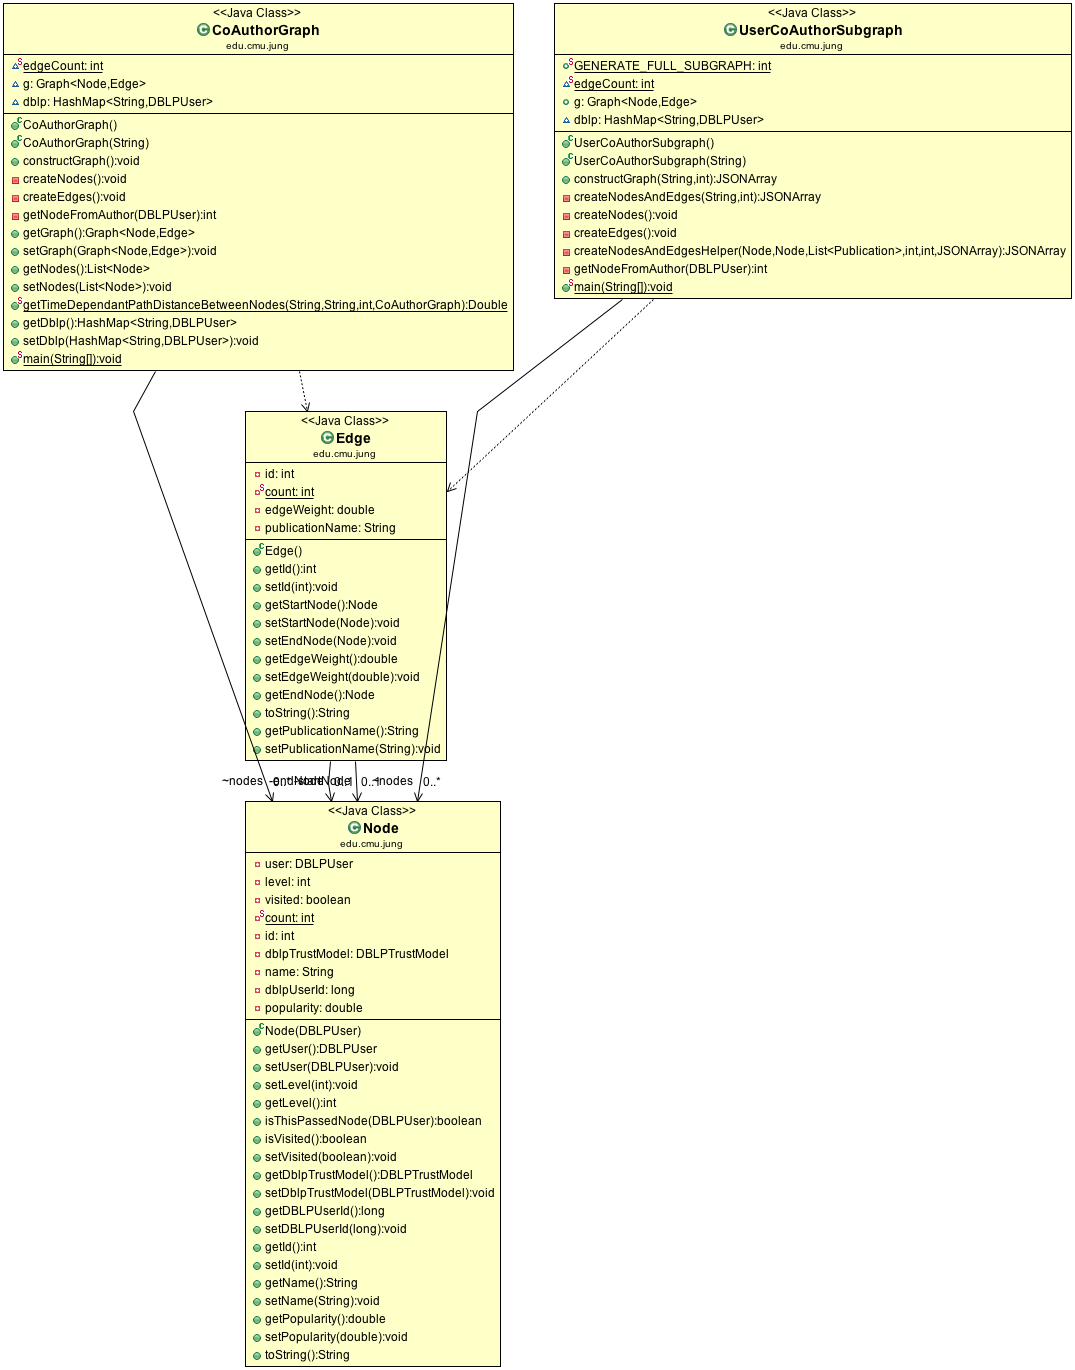 <<Java Class>>
CoAuthorGraph
edu.cmu.jung
edgeCount: int
g: Graph<Node,Edge>
dblp: HashMap<String,DBLPUser>
CoAuthorGraph()
CoAuthorGraph(String)
constructGraph():void
createNodes():void
createEdges():void
getNodeFromAuthor(DBLPUser):int
getGraph():Graph<Node,Edge>
setGraph(Graph<Node,Edge>):void
getNodes():List<Node>
setNodes(List<Node>):void
getTimeDependantPathDistanceBetweenNodes(String,String,int,CoAuthorGraph):Double
getDblp():HashMap<String,DBLPUser>
setDblp(HashMap<String,DBLPUser>):void
main(String[]):void
<<Java Class>>
UserCoAuthorSubgraph
edu.cmu.jung
GENERATE_FULL_SUBGRAPH: int
edgeCount: int
g: Graph<Node,Edge>
dblp: HashMap<String,DBLPUser>
UserCoAuthorSubgraph()
UserCoAuthorSubgraph(String)
constructGraph(String,int):JSONArray
createNodesAndEdges(String,int):JSONArray
createNodes():void
createEdges():void
createNodesAndEdgesHelper(Node,Node,List<Publication>,int,int,JSONArray):JSONArray
getNodeFromAuthor(DBLPUser):int
main(String[]):void
<<Java Class>>
Edge
edu.cmu.jung
id: int
count: int
edgeWeight: double
publicationName: String
Edge()
getId():int
setId(int):void
getStartNode():Node
setStartNode(Node):void
setEndNode(Node):void
getEdgeWeight():double
setEdgeWeight(double):void
getEndNode():Node
toString():String
getPublicationName():String
setPublicationName(String):void
~nodes 0..1 0..1 ~nodes 0..*
<<Java Class>>
Node
edu.cmu.jung
user: DBLPUser
level: int
visited: boolean
count: int
id: int
dblpTrustModel: DBLPTrustModel
name: String
dblpUserId: long
popularity: double
Node(DBLPUser)
getUser():DBLPUser
setUser(DBLPUser):void
setLevel(int):void
getLevel():int
isThisPassedNode(DBLPUser):boolean
isVisited():boolean
setVisited(boolean):void
getDblpTrustModel():DBLPTrustModel
setDblpTrustModel(DBLPTrustModel):void
getDBLPUserId():long
setDBLPUserId(long):void
getId():int
setId(int):void
getName():String
setName(String):void
getPopularity():double
setPopularity(double):void
toString():String